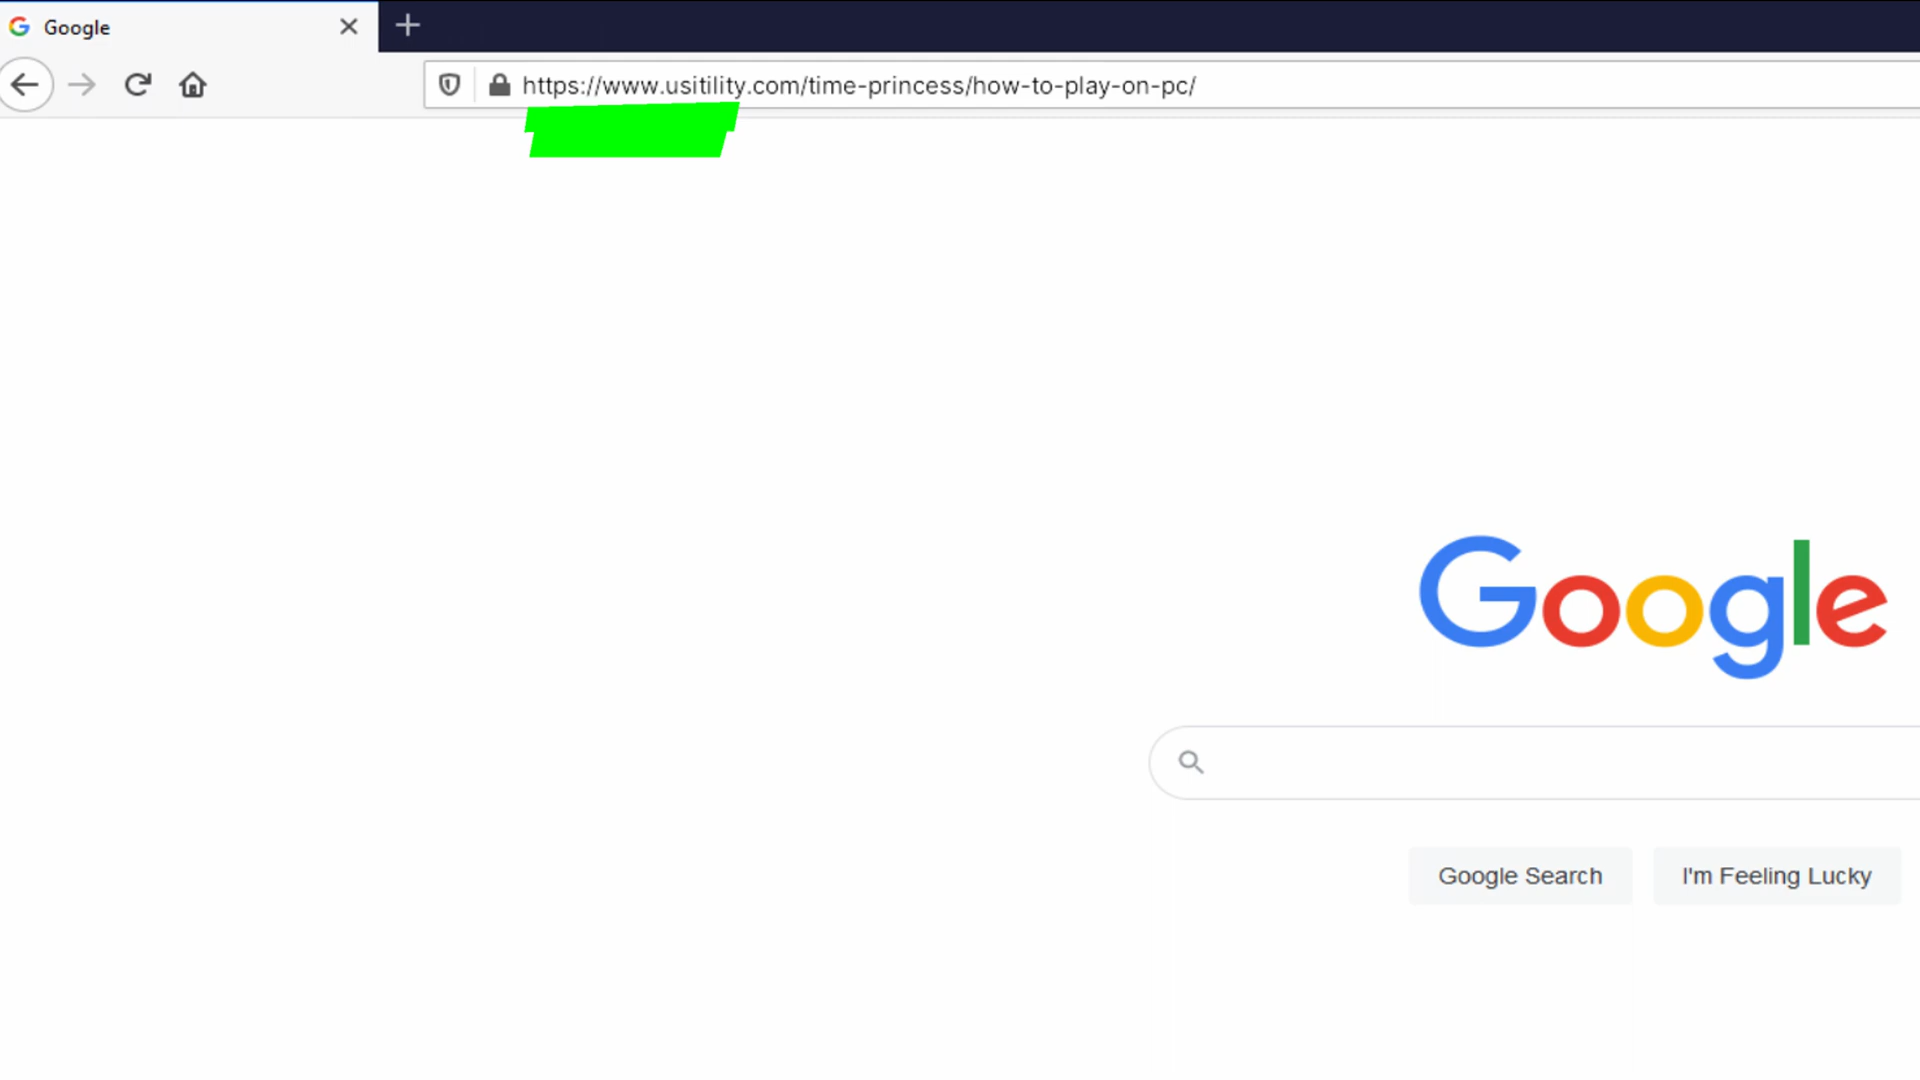 Google
https://www.usitility.com/time-princess/how-to-play-on-pc/
Google
Google Search
I'm Feeling Lucky